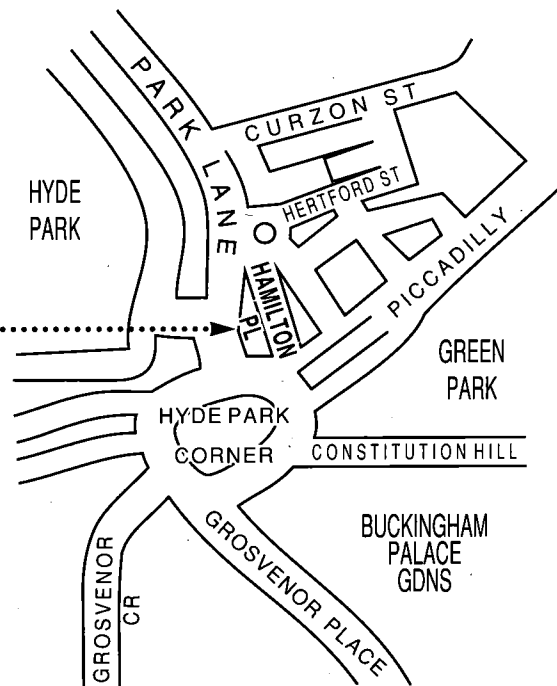 PARK LANE
CURZON ST
HYDE
PARK
HERTFORD ST
HAMILTON
PL
PICCADILLY
GREEN
PARK
HYDE PARK
CORNER
CONSTITUTION HILL
BUCKINGHAM
PALACE
GDNS
GROSVENOR
CR
GROSVENOR PLACE